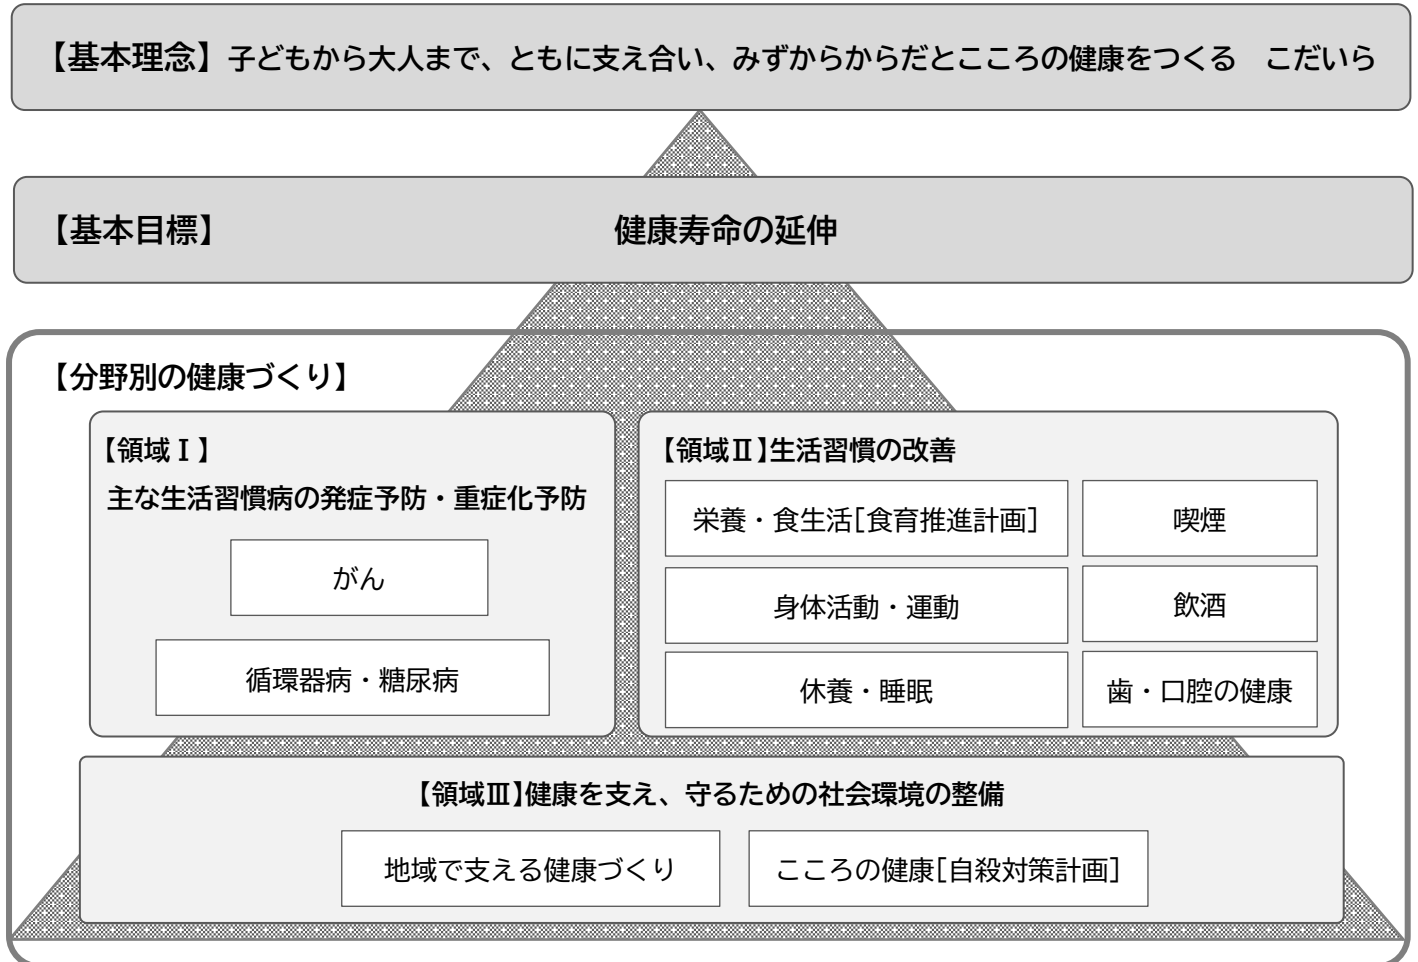 【基本理念】子どもから大人まで、ともに支え合い、みずからからだとこころの健康をつくる　こだいら
【基本目標】　健康寿命の延伸
【分野別の健康づくり】
【領域Ⅰ】
主な生活習慣病の発症予防・重症化予防
がん
循環器病・糖尿病
【領域Ⅱ】生活習慣の改善
栄養・食生活[食育推進計画]
喫煙
身体活動・運動
飲酒
休養・睡眠
歯・口腔の健康
【領域Ⅲ】健康を支え、守るための社会環境の整備
地域で支える健康づくり
こころの健康[自殺対策計画]